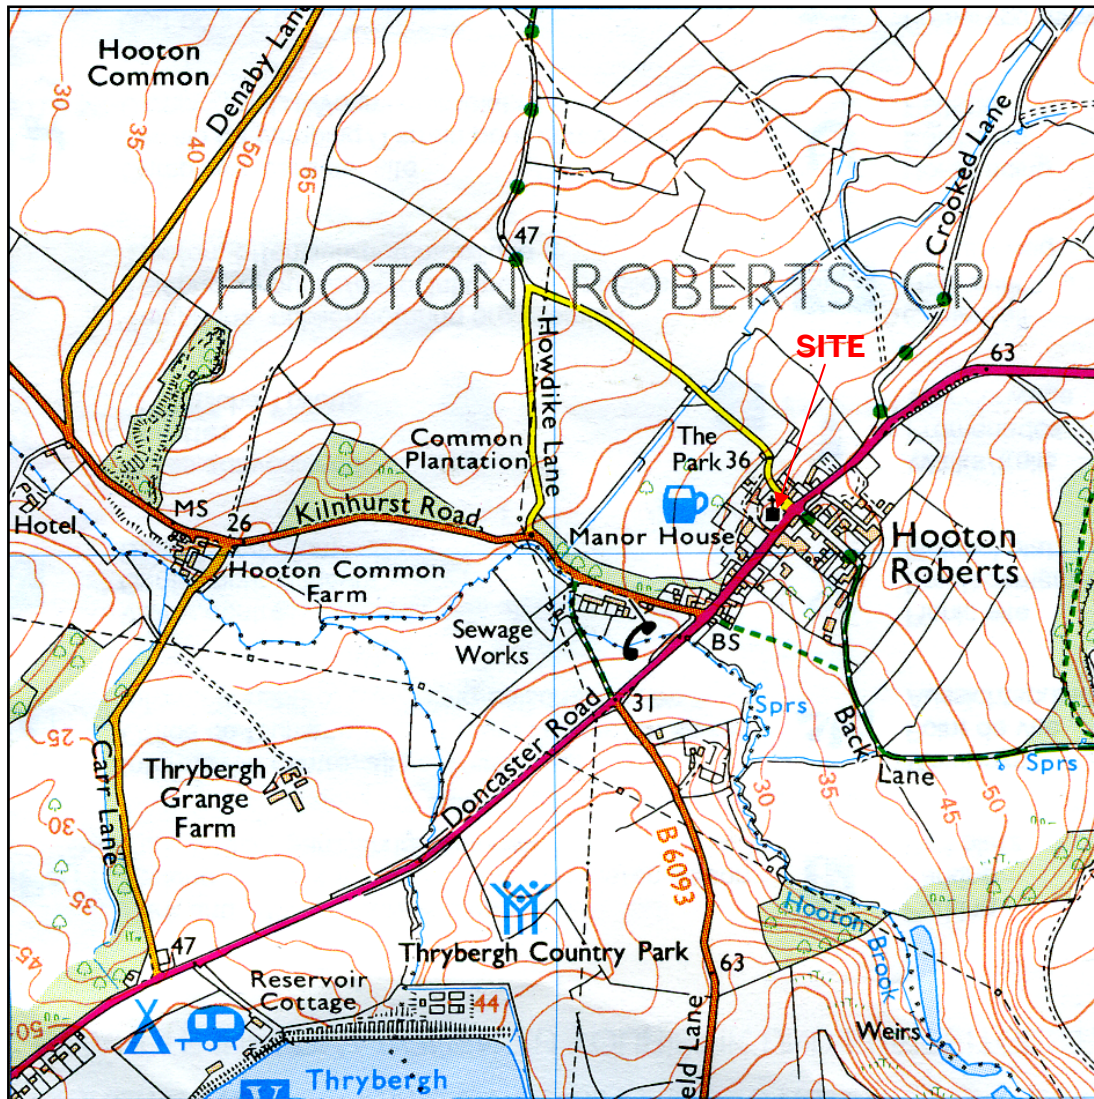 Hooton
Common
Denaby Lane
30
35
40
50
65
47
Crooked Lane
HOOTON ROBERTS CP
SITE
63
Howdike Lane
Common
Plantation
The
Park 36
MS
26
Kilnhurst Road
Hotel
Manor House
Hooton
Roberts
Hooton Common
Farm
Sewage
Works
BS
31
Sprs
Back
Lane
Sprs
25
Carr Lane
Thrybergh
Grange
Farm
Doncaster Road
30
35
45
50
30
35
B 6093
45
47
Hooton
Brook
Thrybergh Country Park
63
Reservoir
Cottage
44
50
Weirs
eld Lane
Thrybergh
V